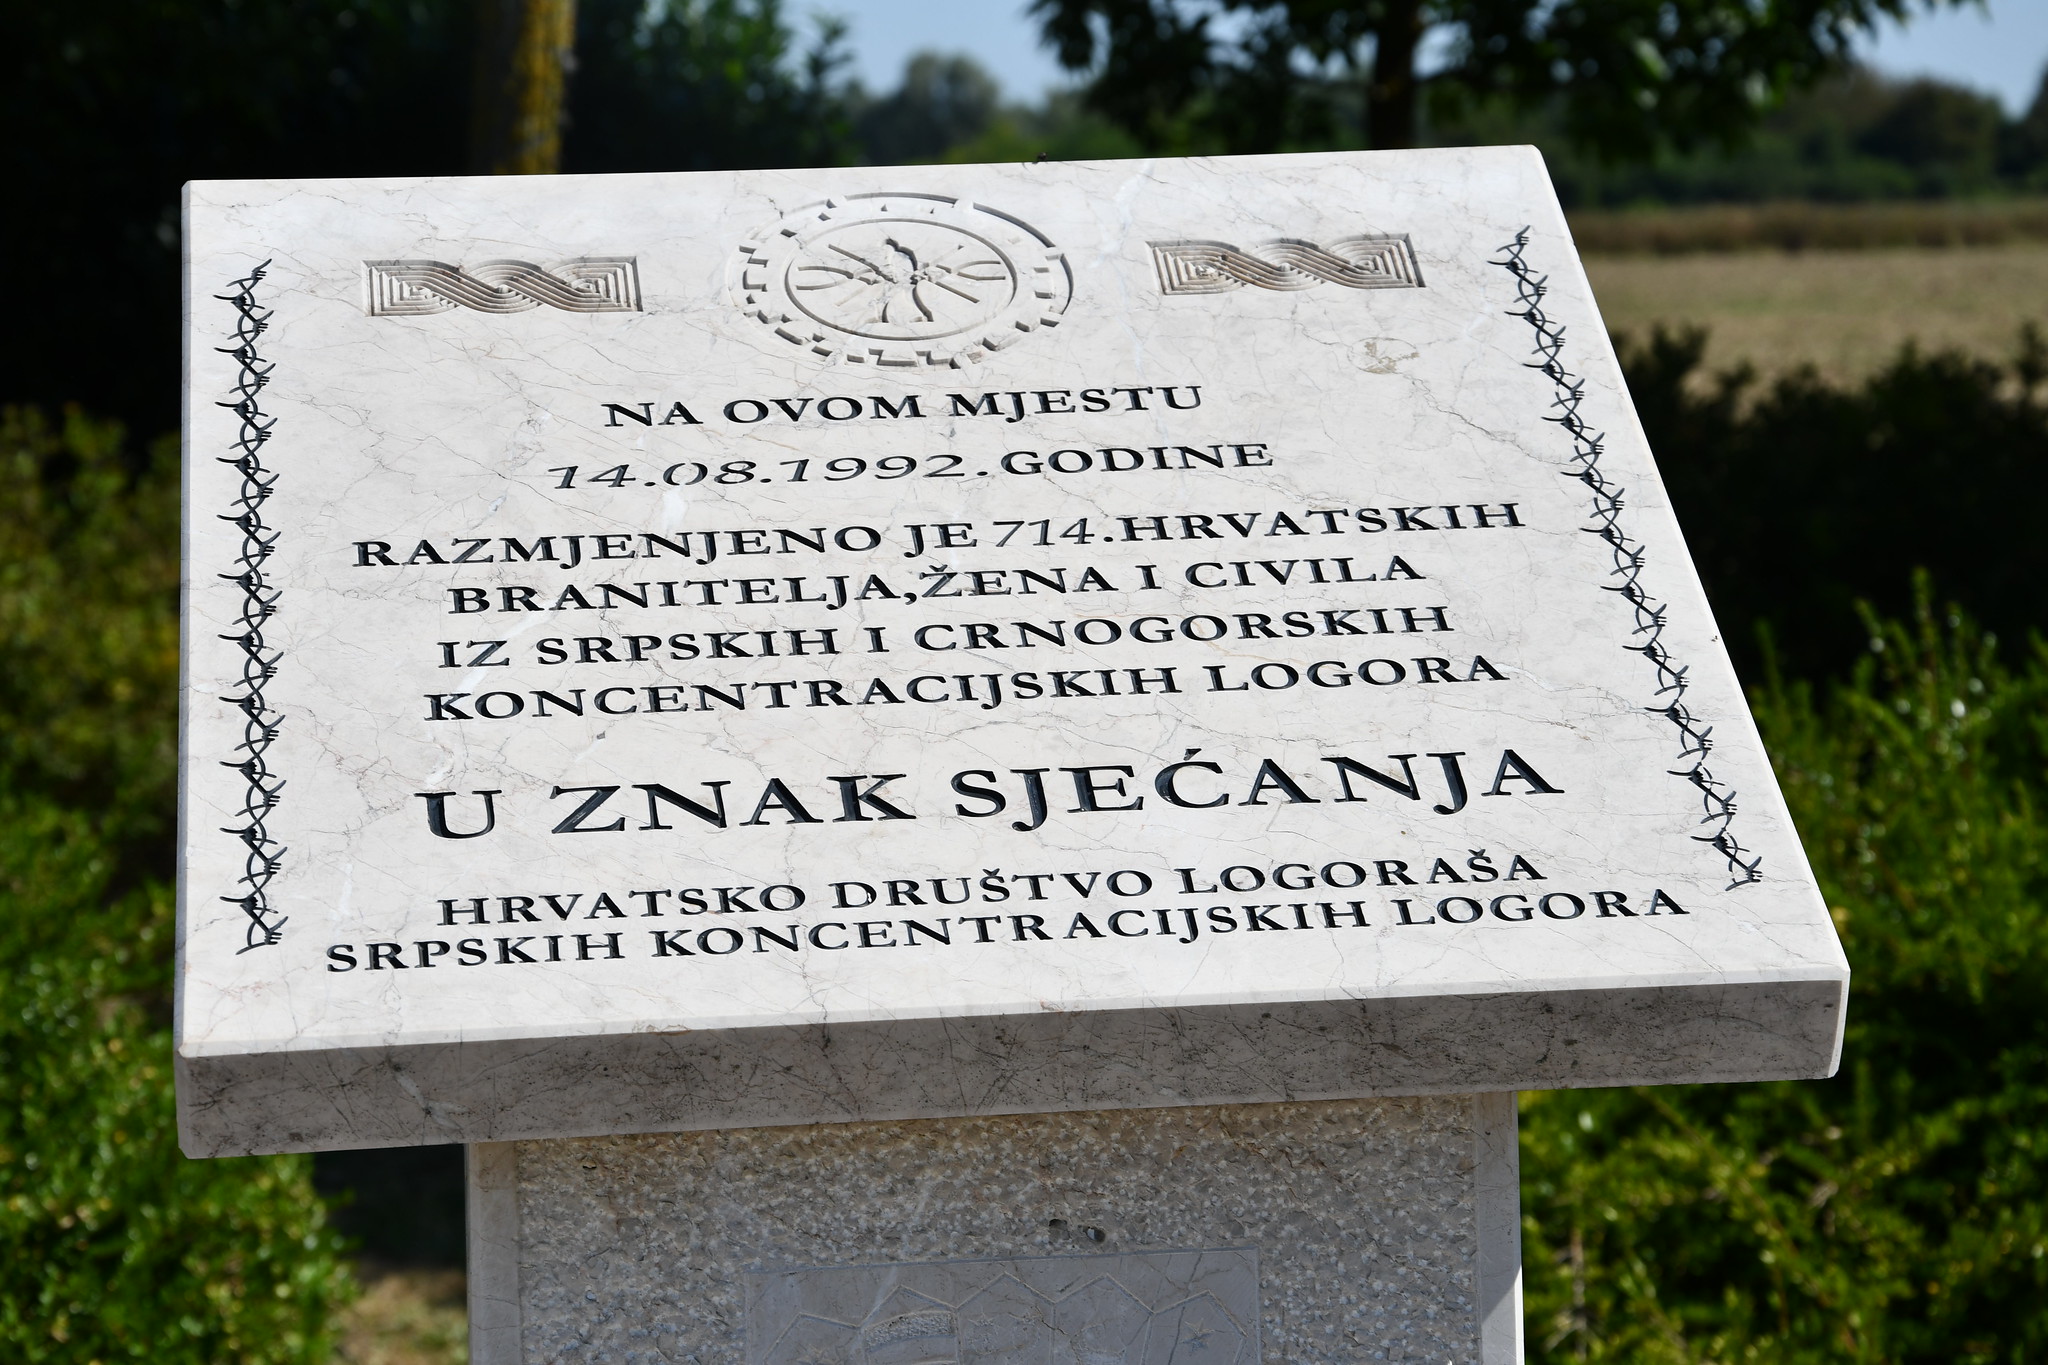 NA OVOM MJESTU
14.08.1992. GODINE
RAZMJENJENO JE 714. HRVATSKIH
BRANITELJA, ŽENA I CIVILA
IZ SRPSKIH I CRNOGORSKIH
KONCENTRACIJSKIH LOGORA
U ZNAK SJEĆANJA
HRVATSKO DRUŠTVO LOGORAŠA
SRPSKIH KONCENTRACIJSKIH LOGORA